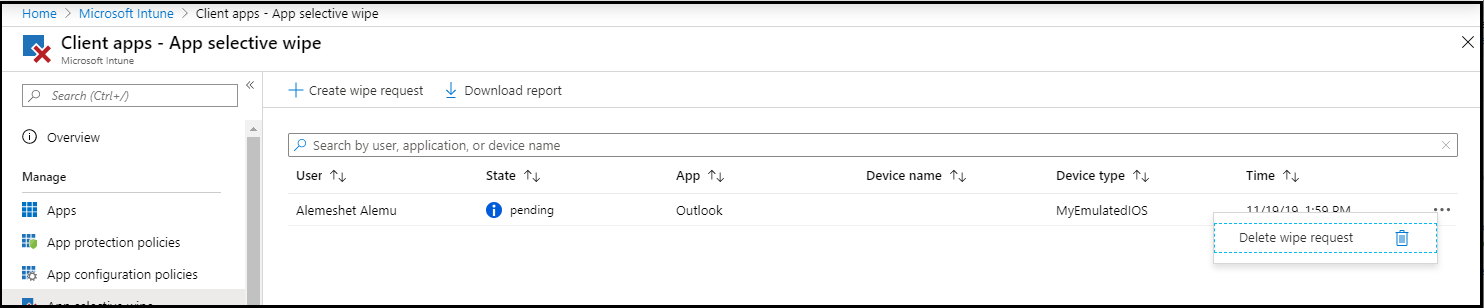 Home > Microsoft Intune > Client apps - App selective wipe
Client apps - App selective wipe
Microsoft Intune
Search (Ctrl+/)
Overview
Manage
Apps
App protection policies
App configuration policies
App selective wipe
Create wipe request Download report
Search by user, application, or device name
User State App Device name Device type Time
Alemeshet Alemu pending Outlook MyEmulatedIOS 11/19/19, 1:59 PM
Delete wipe request